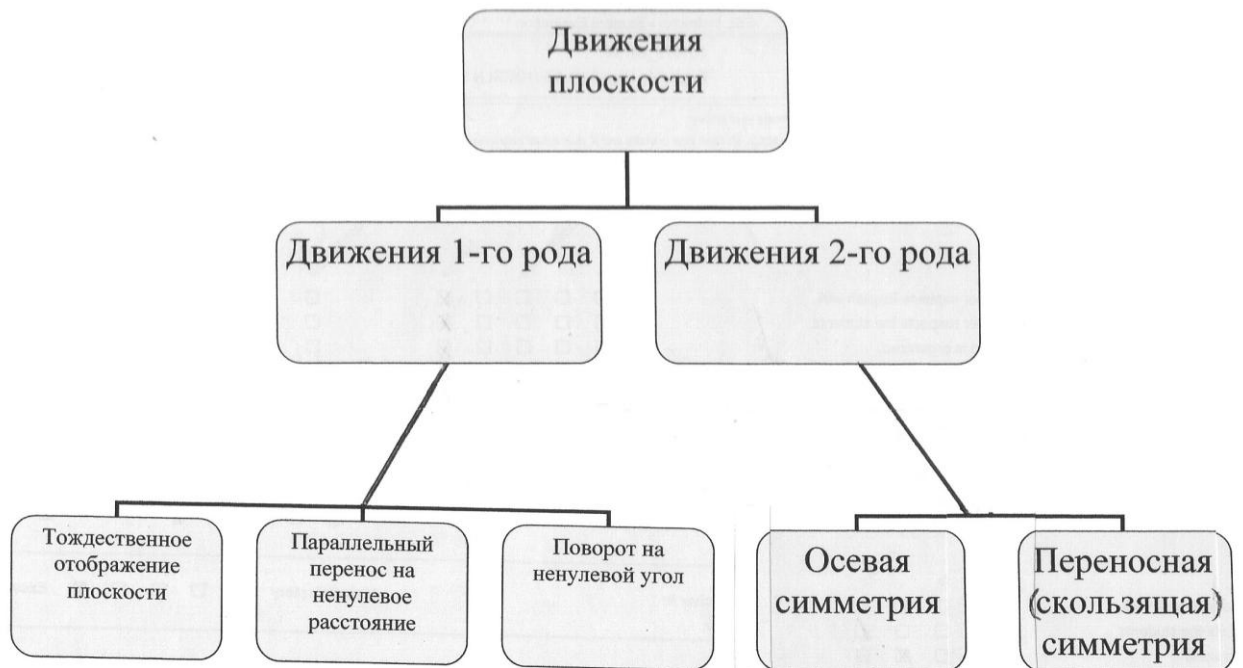 Движения
плоскости
Движения 1-го рода
Движения 2-го рода
Тождественное
отображение
плоскости
Параллельный
перенос на
ненулевое
расстояние
Поворот на
ненулевой угол
Осевая
симметрия
Переносная
(скользящая)
симметрия